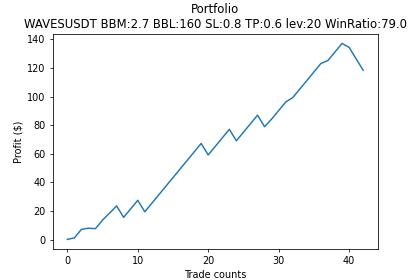 Portfolio
WAVESUSDT BBM:2.7 BBL:160 SL:0.8 TP:0.6 lev:20 WinRatio:79.0
140
120
100
80
60
40
20
0
Profit ($)
0 10 20 30 40
Trade counts